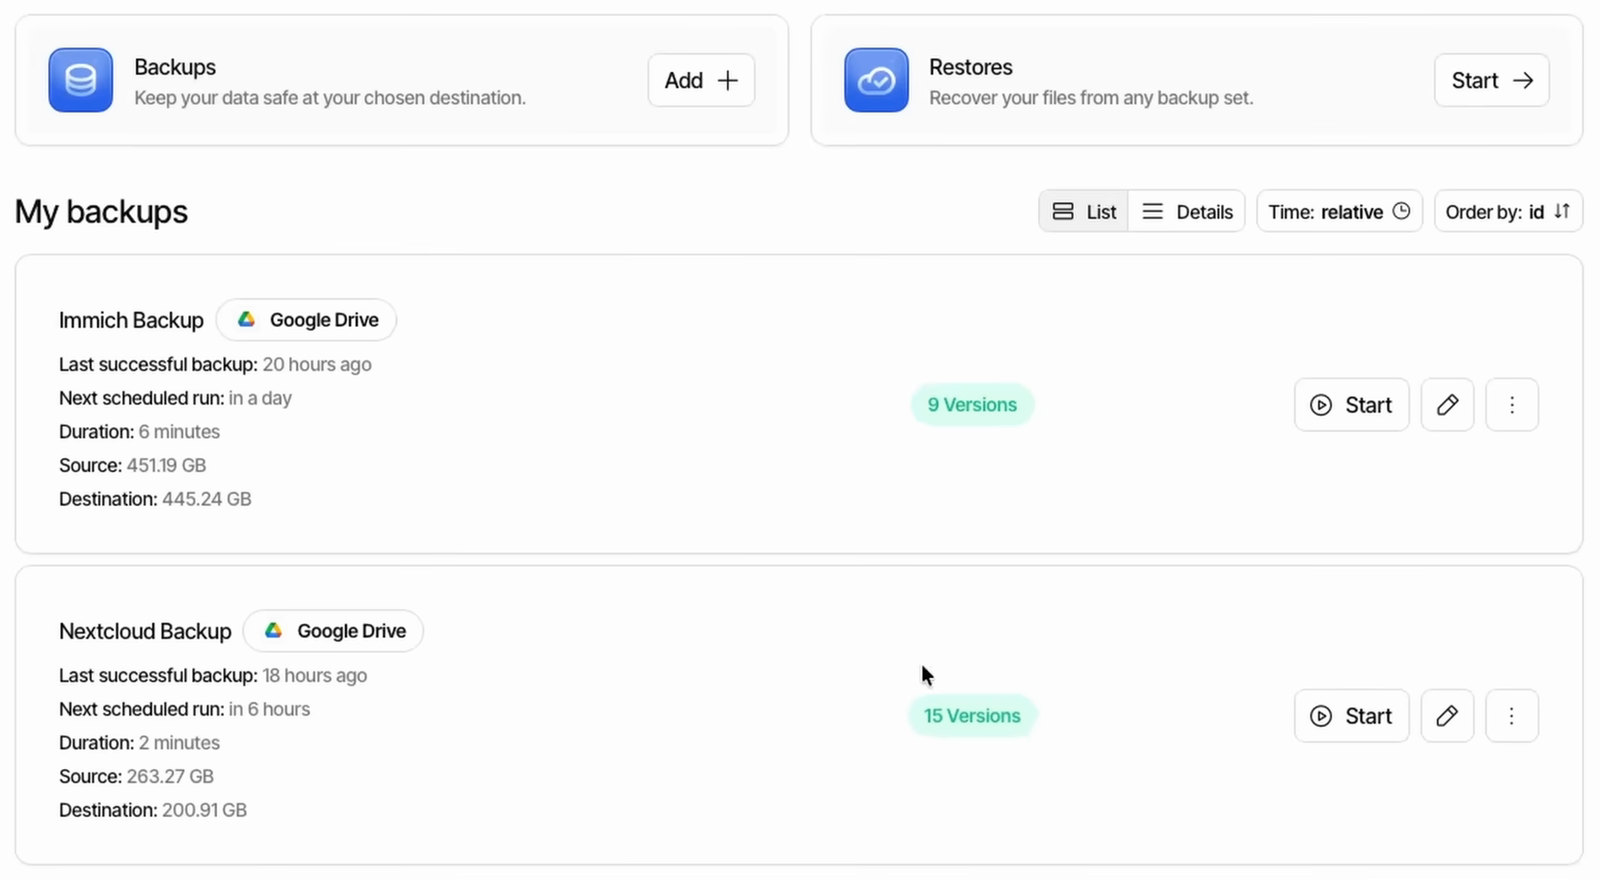 Backups
Keep your data safe at your chosen destination.
Add
Restores
Recover your files from any backup set.
Start
My backups
List
Details
Time: relative
Order by: id
Immich Backup
Google Drive
Last successful backup: 20 hours ago
Next scheduled run: in a day
Duration: 6 minutes
Source: 451.19 GB
Destination: 445.24 GB
9 Versions
Start
Nextcloud Backup
Google Drive
Last successful backup: 18 hours ago
Next scheduled run: in 6 hours
Duration: 2 minutes
Source: 263.27 GB
Destination: 200.91 GB
15 Versions
Start